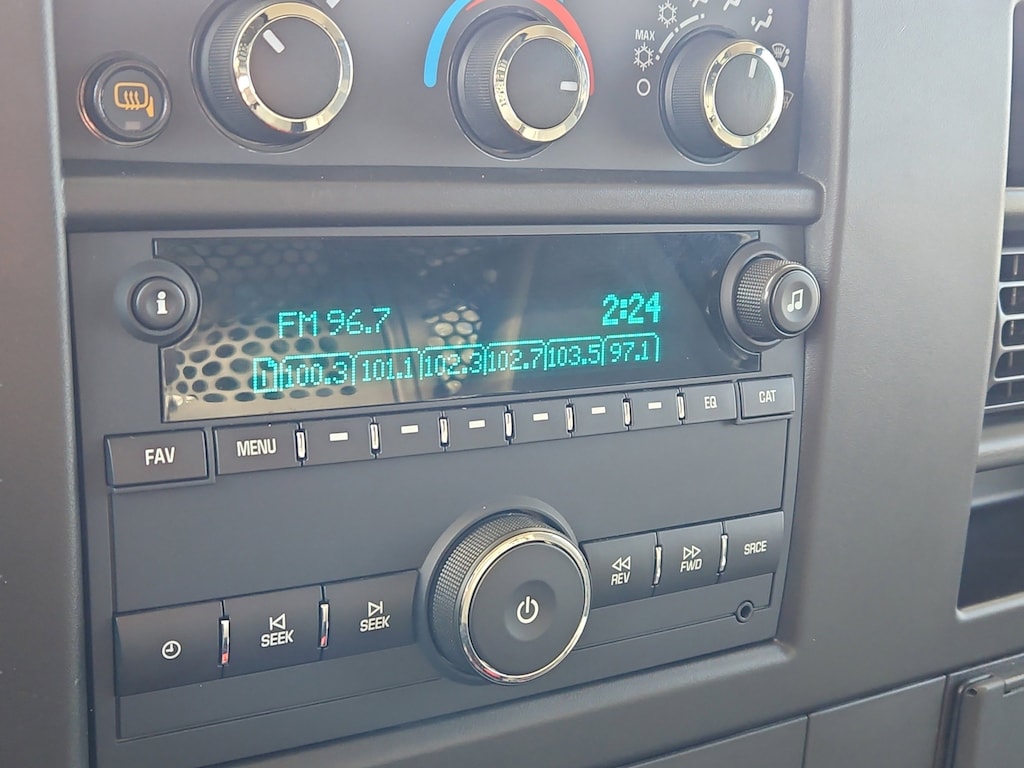 MAX
i
FM 96.7 2:24
1 100.3 101.1 102.3 102.7 103.5 97.1
FAV MENU EQ CAT
SEEK SEEK REV FWD SRCE